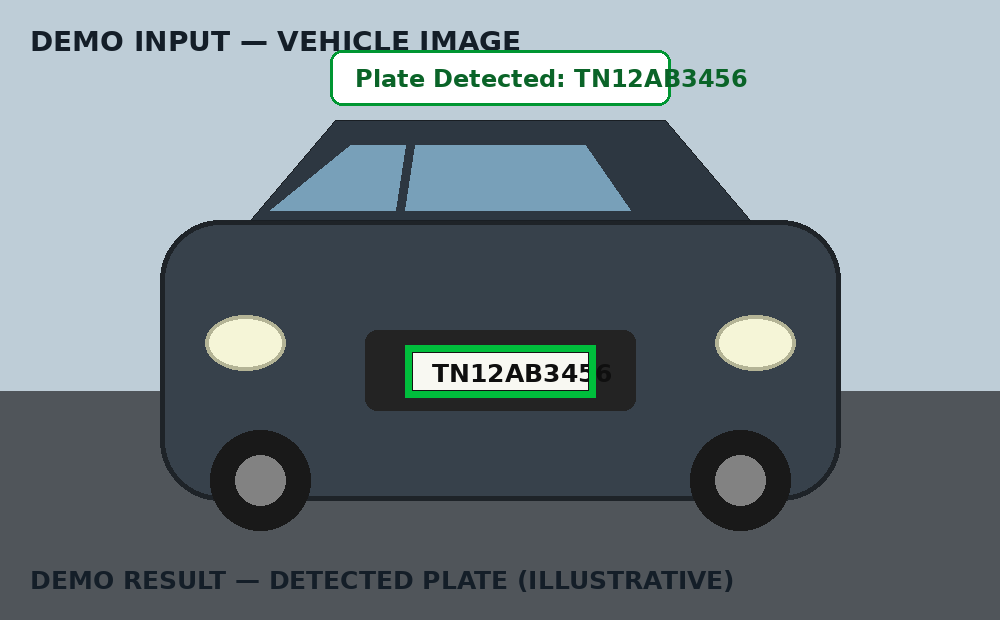 DEMO INPUT — VEHICLE IMAGE
Plate Detected: TN12AB3456
TN12AB3456
DEMO RESULT — DETECTED PLATE (ILLUSTRATIVE)